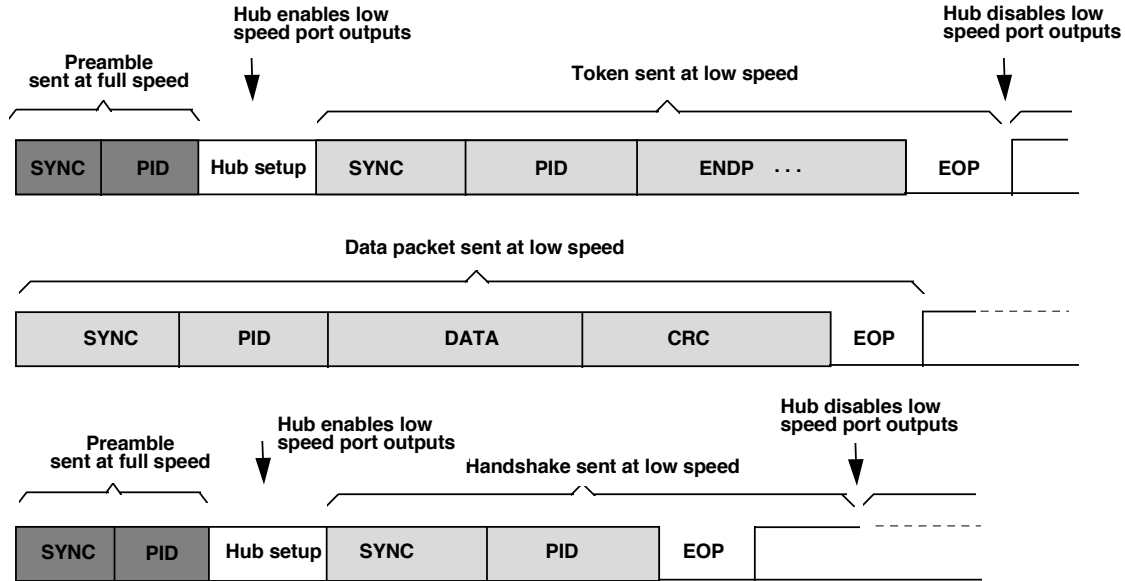 Hub enables low
speed port outputs
Hub disables low
speed port outputs
Preamble
sent at full speed
Token sent at low speed
SYNC PID Hub setup SYNC PID ENDP ... EOP
Data packet sent at low speed
SYNC PID DATA CRC EOP
Hub enables low
speed port outputs
Hub disables low
speed port outputs
Preamble
sent at full speed
Handshake sent at low speed
SYNC PID Hub setup SYNC PID EOP